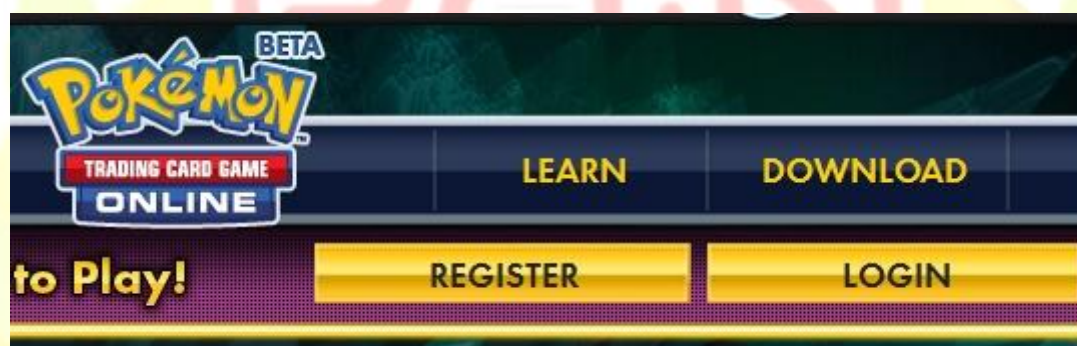 BETA
Pokémon
TRADING CARD GAME
ONLINE
LEARN
DOWNLOAD
to Play!
REGISTER
LOGIN